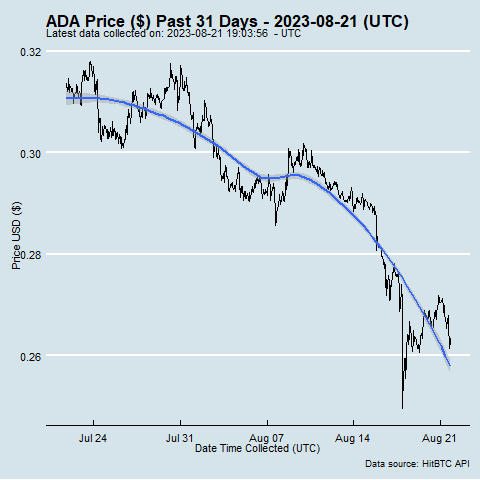 ADA Price ($) Past 31 Days - 2023-08-21 (UTC)
Latest data collected on: 2023-08-21 19:03:56 - UTC
0.32
0.30
0.28
0.26
Price USD ($)
Jul 24 Jul 31 Aug 07 Aug 14 Aug 21
Date Time Collected (UTC)
Data source: HitBTC API